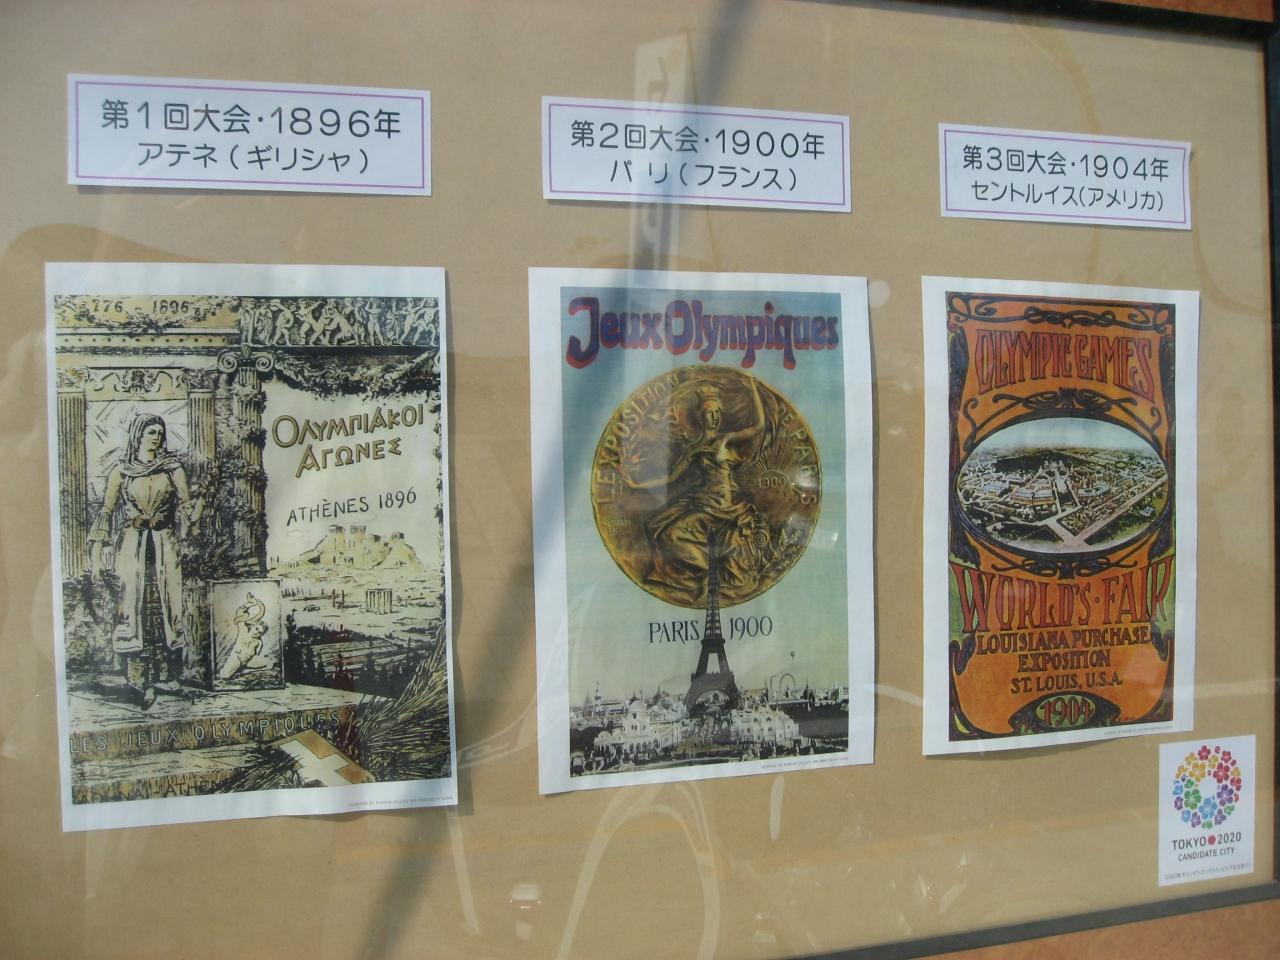 第1回大会・1896年
アテネ(ギリシャ)
第2回大会・1900年
パリ(フランス)
第3回大会・1904年
セントルイス(アメリカ)
776 1896
ΟΛΥΜΠΙΑΚΟΙ
ΑΓΩΝΕΣ
ATHÈNES 1896
LES JEUX OLYMPIQUES
Jeux Olympiques
EXPOSITION PARIS
1900
PARIS 1900
OLYMPIC GAMES
WORLD'S・FAIR
LOUISIANA PURCHASE
EXPOSITION
ST. LOUIS, U.S.A.
1904
TOKYO 2020
CANDIDATE CITY